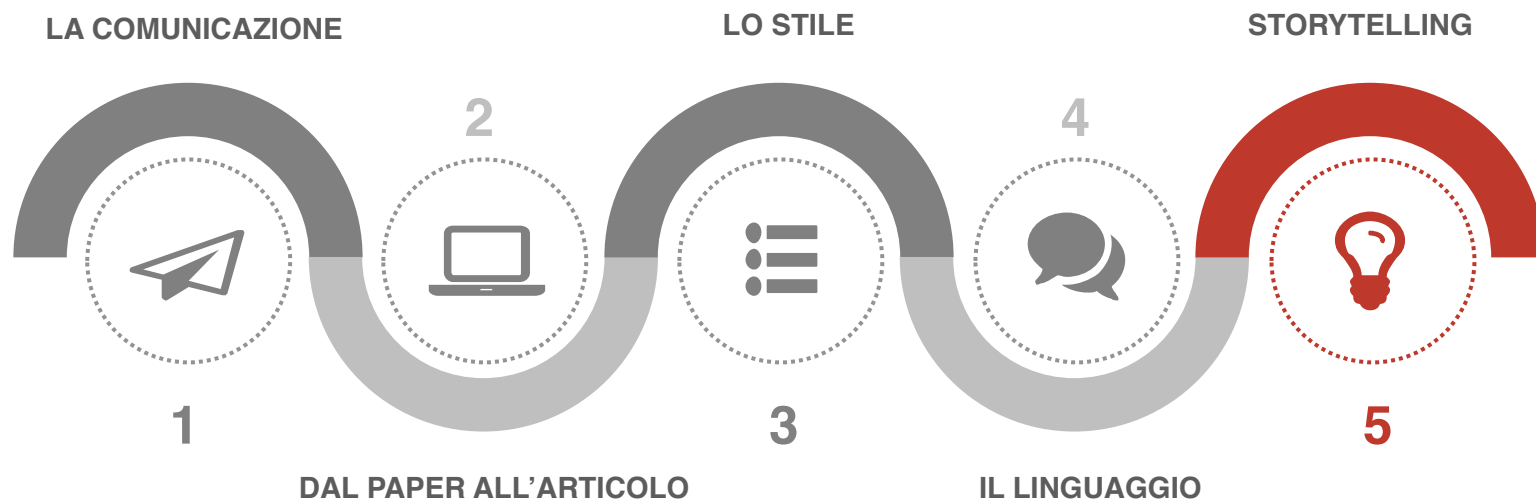 LA COMUNICAZIONE
LO STILE
STORYTELLING
2
4
1
3
5
DAL PAPER ALL’ARTICOLO
IL LINGUAGGIO